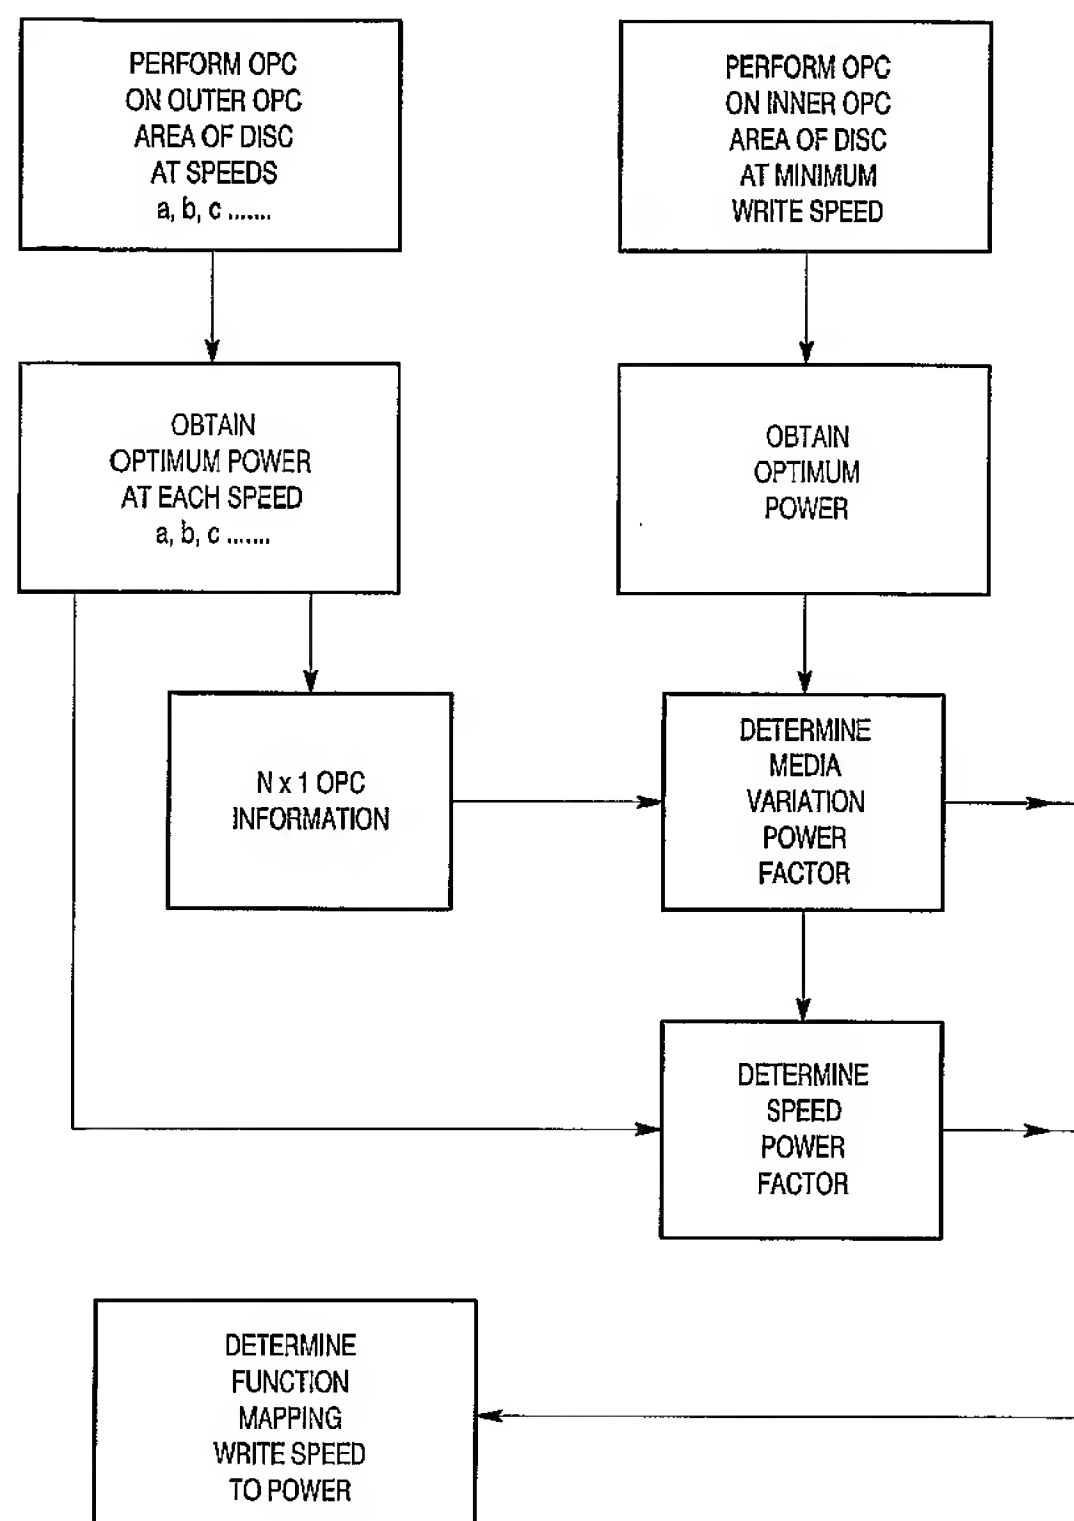 PERFORM OPC
ON OUTER OPC
AREA OF DISC
AT SPEEDS
a, b, c .......
PERFORM OPC
ON INNER OPC
AREA OF DISC
AT MINIMUM
WRITE SPEED
OBTAIN
OPTIMUM POWER
AT EACH SPEED
a, b, c .......
OBTAIN
OPTIMUM
POWER
N x 1 OPC
INFORMATION
DETERMINE
MEDIA
VARIATION
POWER
FACTOR
DETERMINE
SPEED
POWER
FACTOR
DETERMINE
FUNCTION
MAPPING
WRITE SPEED
TO POWER